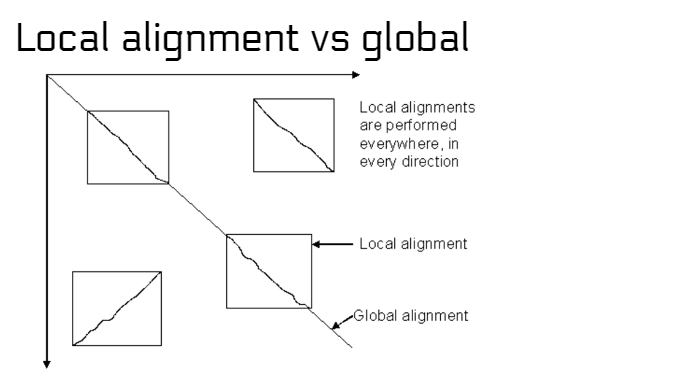 Local alignment vs global
Local alignments
are performed
everywhere, in
every direction
Local alignment
Global alignment